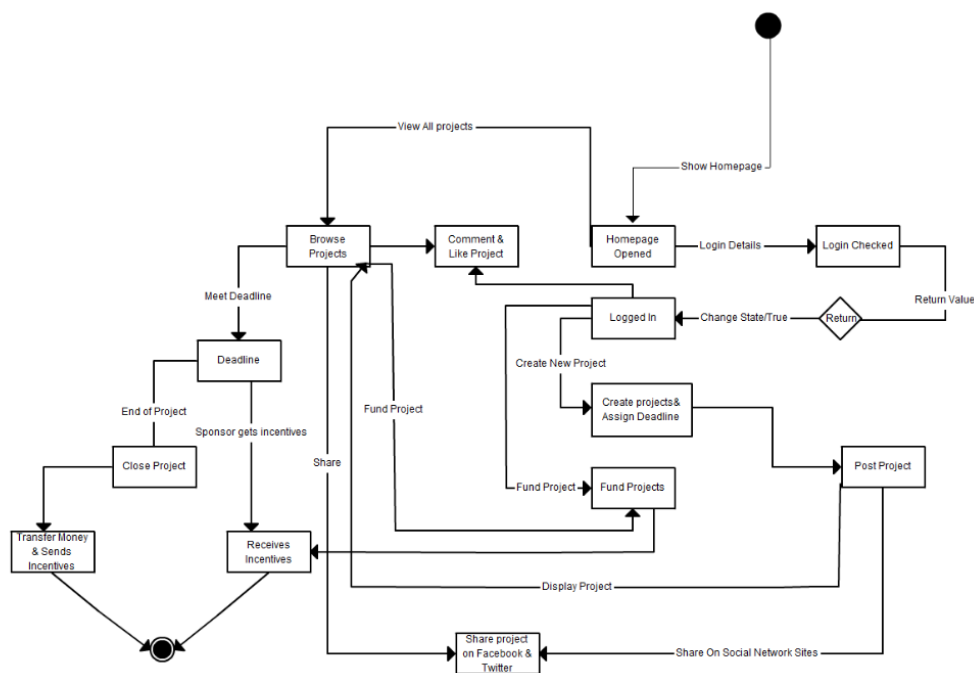 View All projects
Show Homepage
Browse
Projects
Comment &
Like Project
Homepage
Opened
Login Details
Login Checked
Meet Deadline
Return Value
Logged In
Change State/True
Return
Deadline
Create New Project
Create projects&
Assign Deadline
End of Project
Fund Project
Sponsor gets incentives
Close Project
Share
Post Project
Fund Project
Fund Projects
Transfer Money
& Sends
Incentives
Receives
Incentives
Display Project
Share project
on Facebook &
Twitter
Share On Social Network Sites